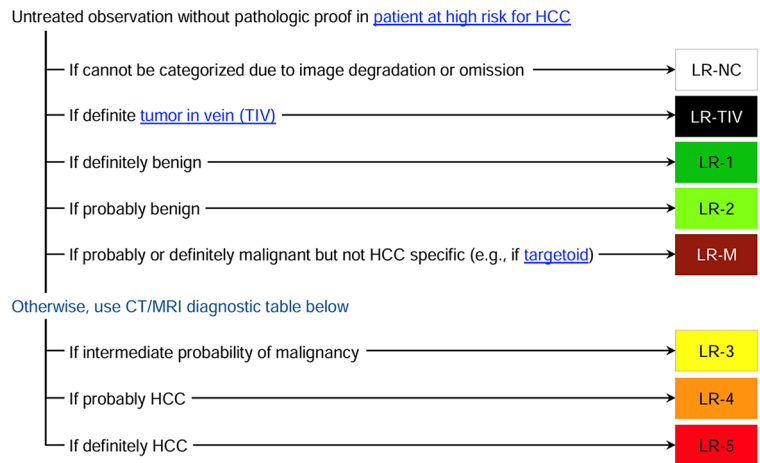 Untreated observation without pathologic proof in patient at high risk for HCC
If cannot be categorized due to image degradation or omission LR-NC
If definite tumor in vein (TIV) LR-TIV
If definitely benign LR-1
If probably benign LR-2
If probably or definitely malignant but not HCC specific (e.g., if targetoid) LR-M
Otherwise, use CT/MRI diagnostic table below
If intermediate probability of malignancy LR-3
If probably HCC LR-4
If definitely HCC LR-5